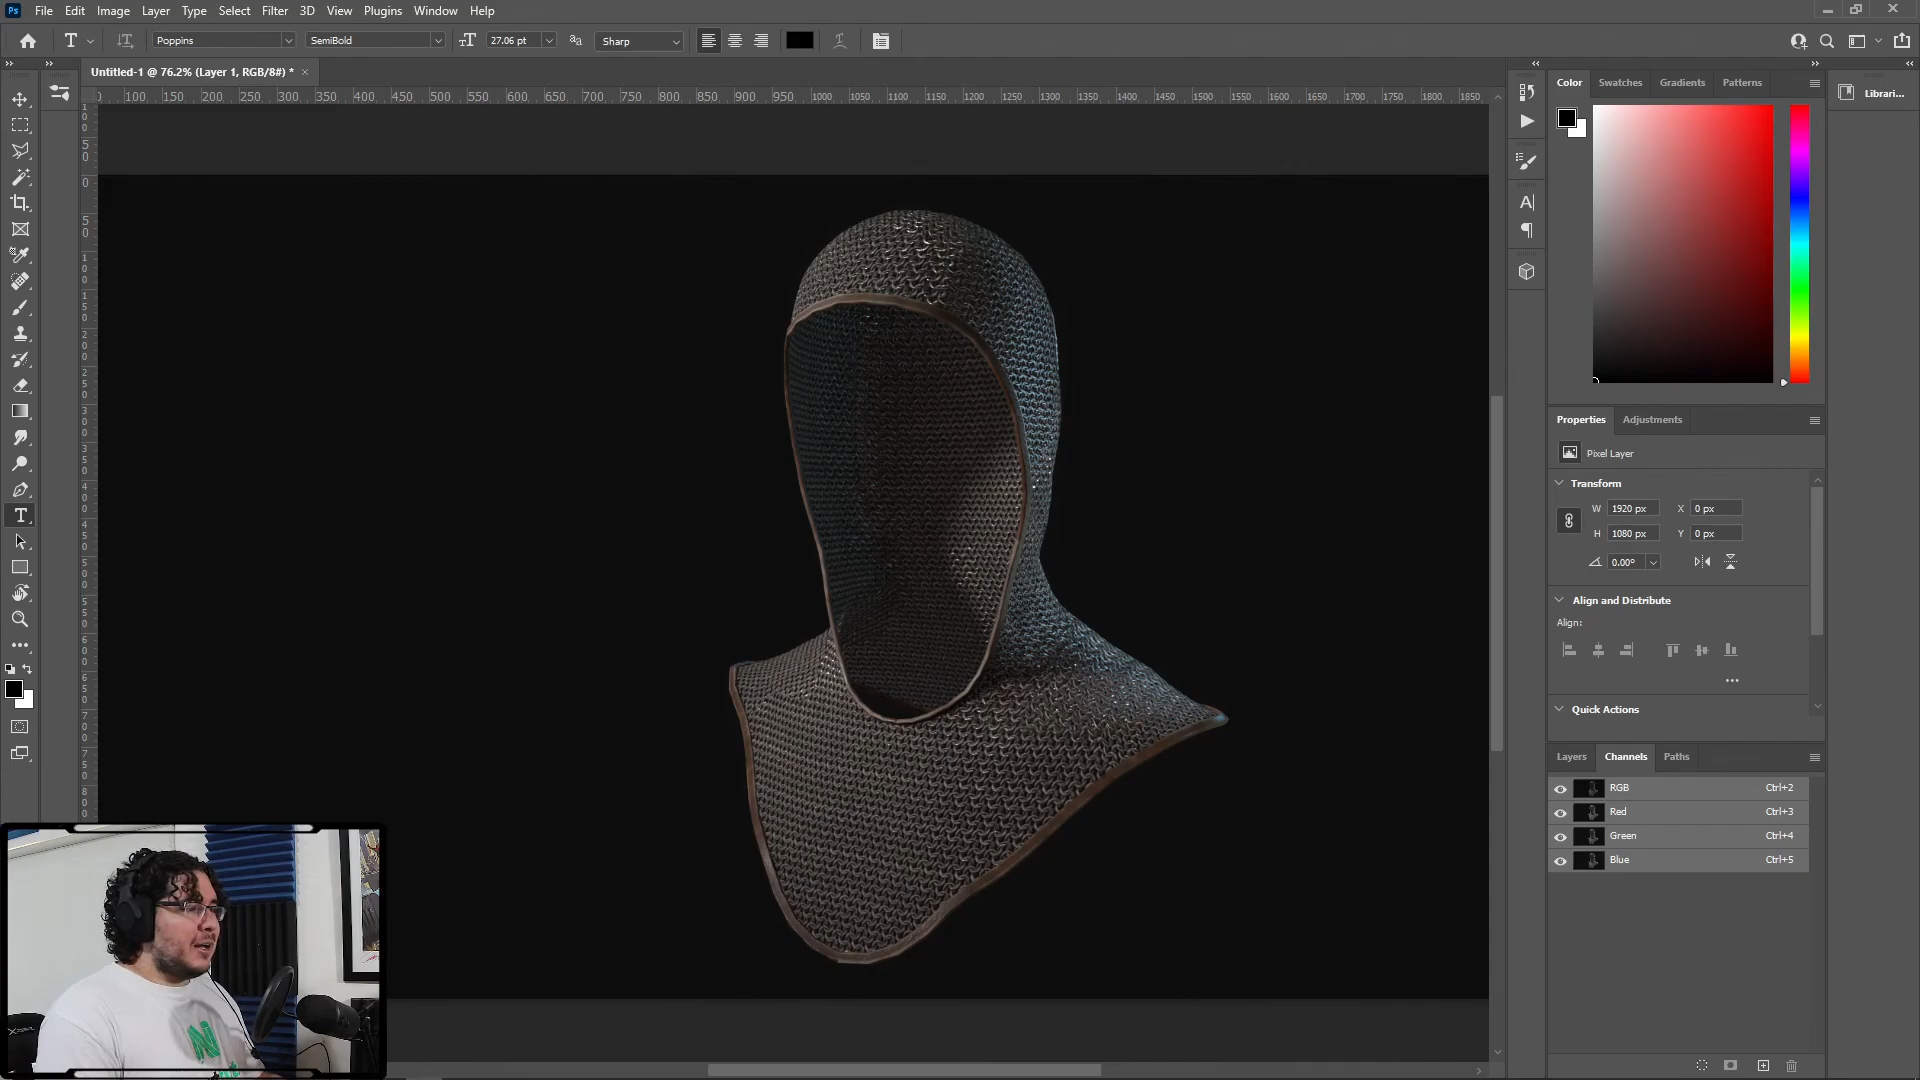 Ps File Edit Image Layer Type Select Filter 3D View Plugins Window Help
Poppins SemiBold 27.06 pt Sharp
Untitled-1 @ 76.2% (Layer 1, RGB/8#) *
100 150 200 250 300 350 400 450 500 550 600 650 700 750 800 850 900 950 1000 1050 1100 1150 1200 1250 1300 1350 1400 1450 1500 1550 1600 1650 1700 1750 1800 1850
Color Swatches Gradients Patterns
Librari...
Properties Adjustments
Pixel Layer
Transform
W 1920 px X 0 px
H 1080 px Y 0 px
0.00°
Align and Distribute
Align:
Quick Actions
Layers Channels Paths
RGB Ctrl+2
Red Ctrl+3
Green Ctrl+4
Blue Ctrl+5